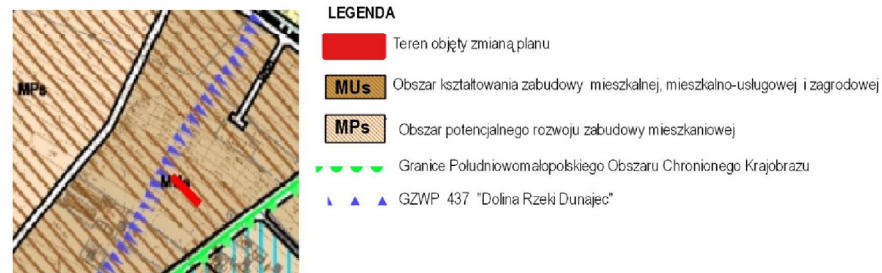 LEGENDA
Teren objęty zmianą planu
MUs Obszar kształtowania zabudowy mieszkalnej, mieszkalno-usługowej i zagrodowej
MPs Obszar potencjalnego rozwoju zabudowy mieszkaniowej
Granice Południowomałopolskiego Obszaru Chronionego Krajobrazu
GZWP 437 "Dolina Rzeki Dunajec"
MPs
MUs